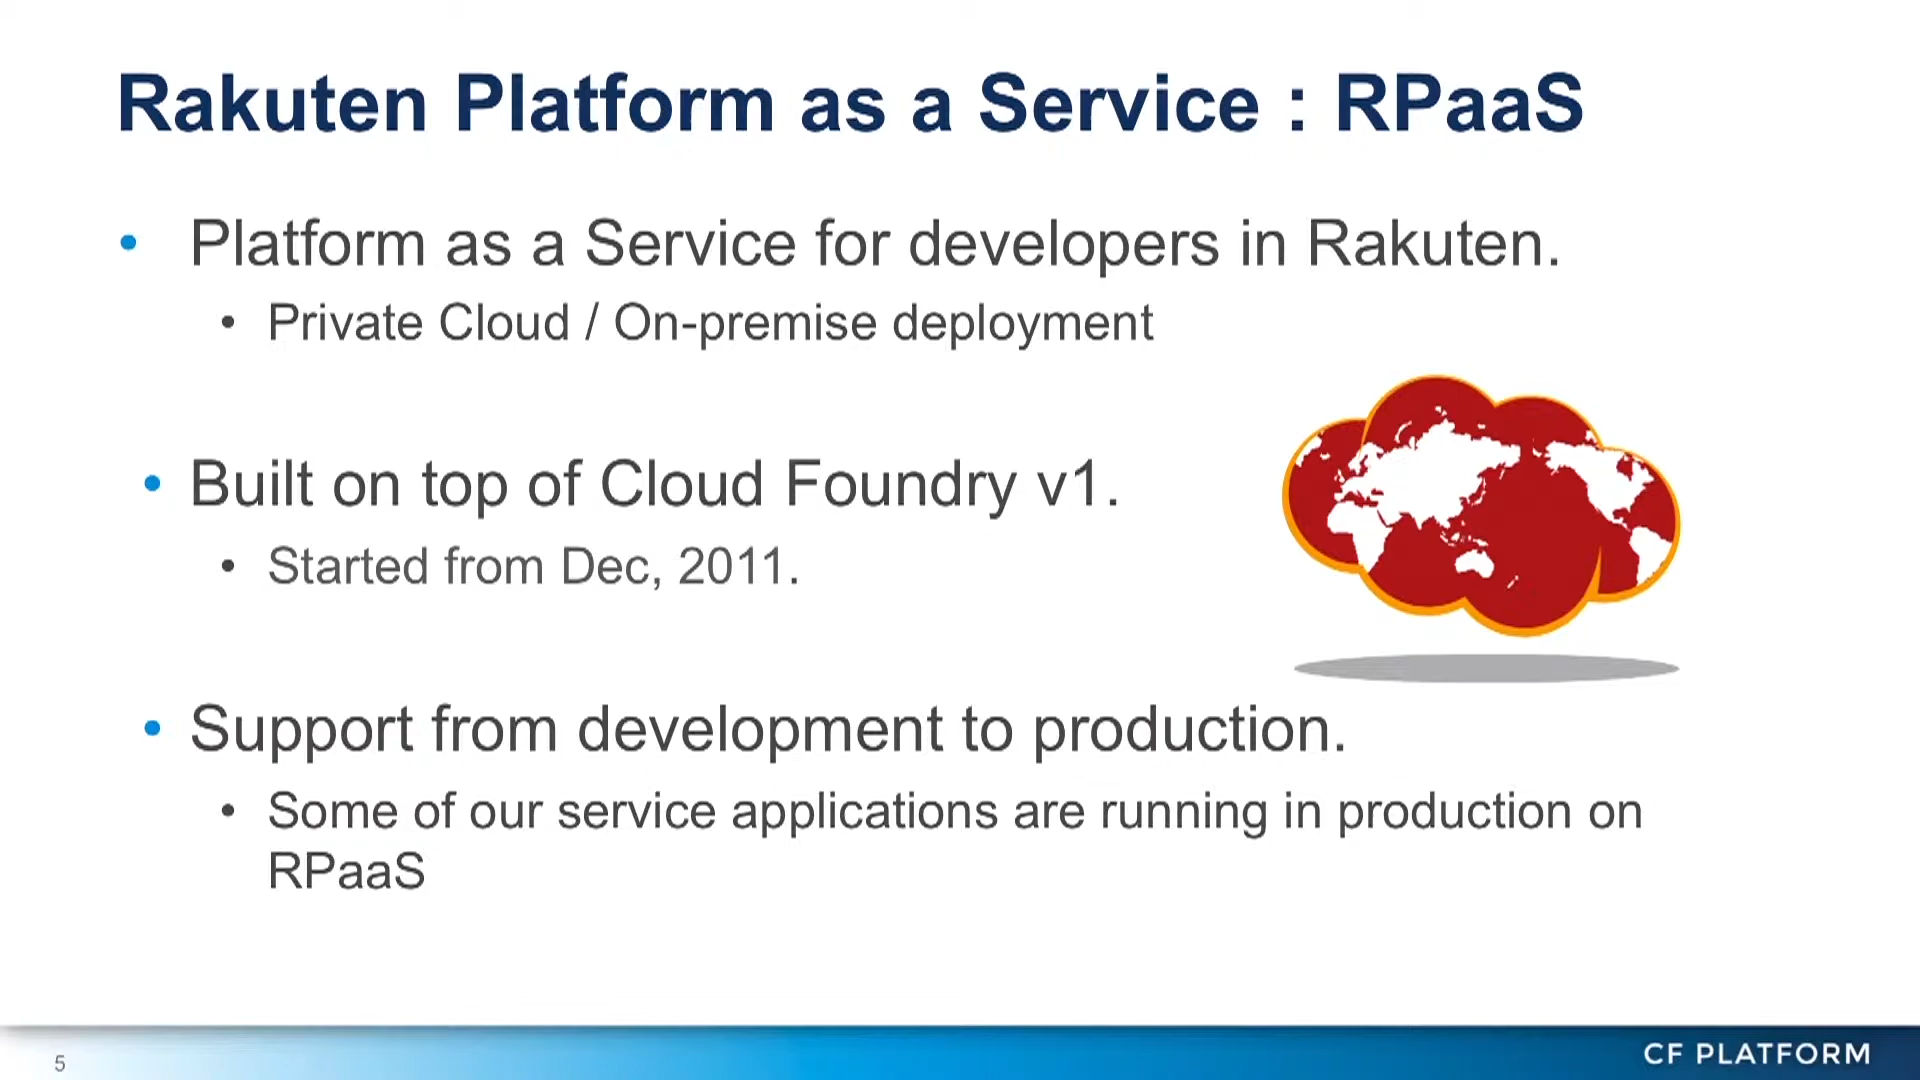 Rakuten Platform as a Service : RPaaS
• Platform as a Service for developers in Rakuten.
• Private Cloud / On-premise deployment
• Built on top of Cloud Foundry v1.
• Started from Dec, 2011.
• Support from development to production.
• Some of our service applications are running in production on
RPaaS
5
CF PLATFORM